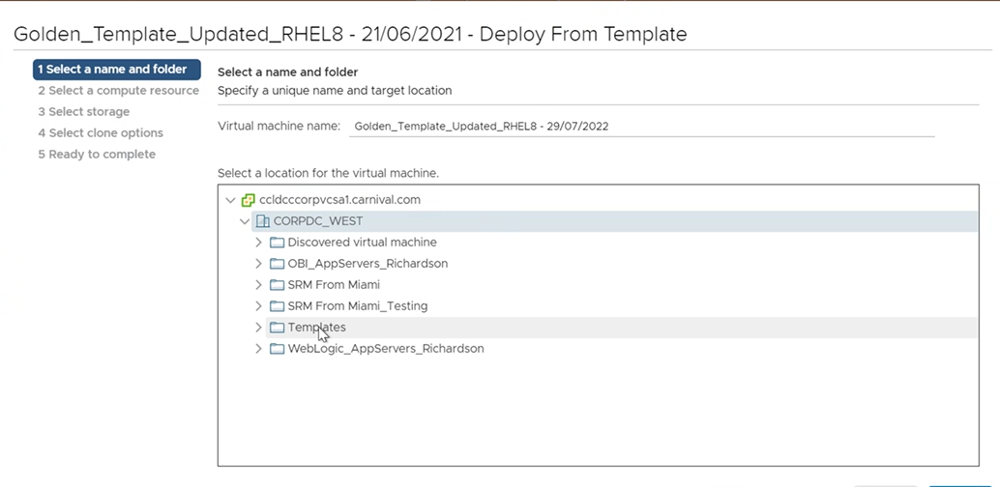 Golden_Template_Updated_RHEL8 - 21/06/2021 - Deploy From Template
1 Select a name and folder
2 Select a compute resource
3 Select storage
4 Select clone options
5 Ready to complete
Select a name and folder
Specify a unique name and target location
Virtual machine name: Golden_Template_Updated_RHEL8 - 29/07/2022
Select a location for the virtual machine.
ccldcccorpvcsa1.carnival.com
CORPDC_WEST
Discovered virtual machine
OBI_AppServers_Richardson
SRM From Miami
SRM From Miami_Testing
Templates
WebLogic_AppServers_Richardson